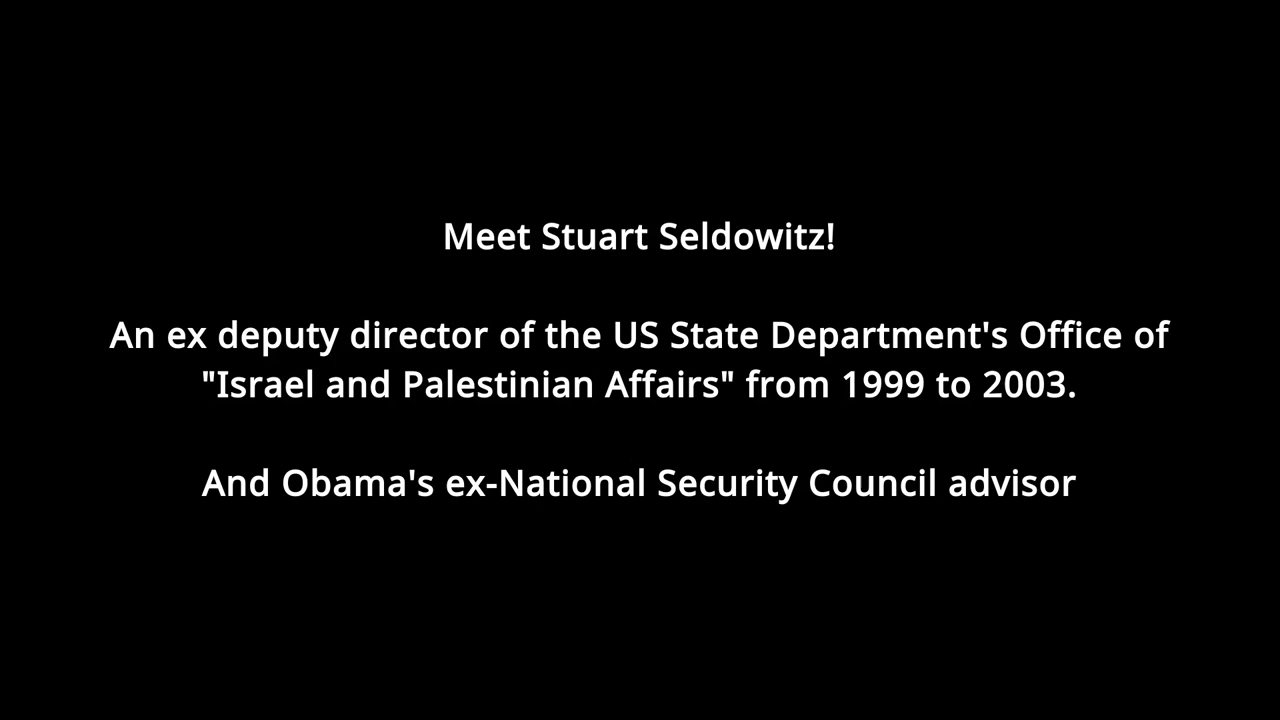 Meet Stuart Seldowitz!
An ex deputy director of the US State Department's Office of
"Israel and Palestinian Affairs" from 1999 to 2003.
And Obama's ex-National Security Council advisor